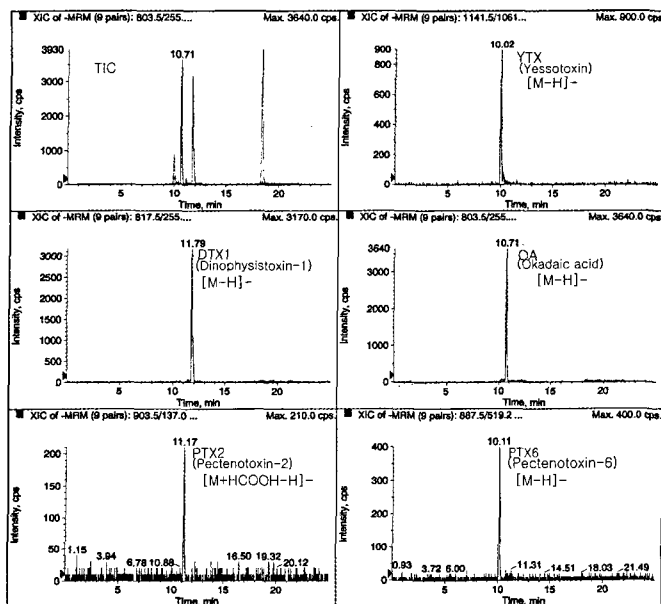 XIC of -MRM (9 pairs): 803.5/255.... Max. 3640.0 cps
3930
3000
2000
1000
0
Intensity, cps
TIC
10.71
5 10 15 20
Time, min
XIC of -MRM (9 pairs): 1141.5/1061... Max. 900.0 cps.
900
800
600
400
200
0
Intensity, cps
10.02
YTX
(Yessotoxin)
[M-H]-
5 10 15 20
Time, min
XIC of -MRM (9 pairs): 817.5/255.... Max. 3170.0 cps.
3000
2500
2000
1500
1000
500
0
Intensity, cps
11.79
DTX1
(Dinophysistoxin-1)
[M-H]-
5 10 15 20
Time, min
XIC of -MRM (9 pairs): 803.5/255.... Max. 3640.0 cps.
3640
3000
2000
1000
0
Intensity, cps
10.71
OA
(Okadaic acid)
[M-H]-
5 10 15 20
Time, min
XIC of -MRM (9 pairs): 903.5/137.0 ... Max. 210.0 cps.
200
150
100
50
0
Intensity, cps
11.17
PTX2
(Pectenotoxin-2)
[M+HCOOH-H]-
1.15 3.94 6.78 10.88 16.50 19.32 20.12
5 10 15 20
Time, min
XIC of -MRM (9 pairs): 887.5/519.2 ... Max. 400.0 cps.
400
300
200
100
0
Intensity, cps
10.11
PTX6
(Pectenotoxin-6)
[M-H]-
0.93 3.72 6.00 11.31 14.51 18.03 21.49
5 10 15 20
Time, min